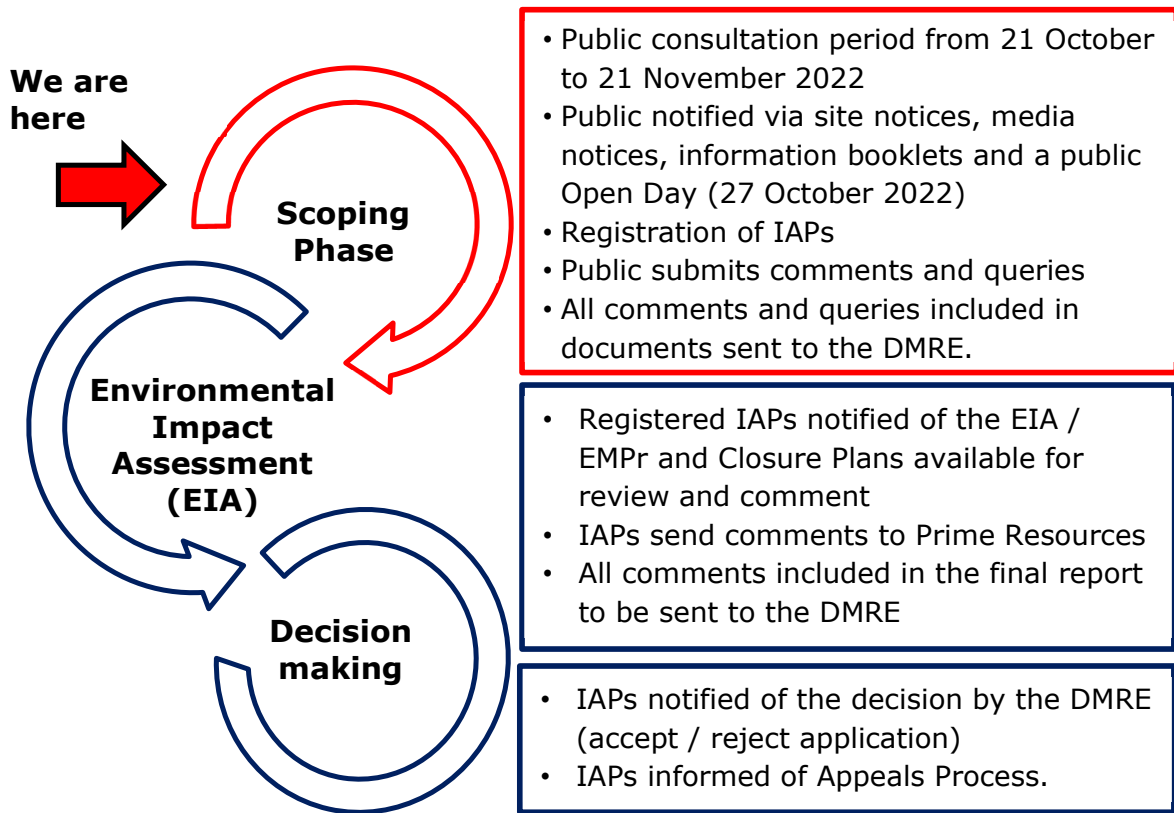 We are
here
Scoping
Phase
• Public consultation period from 21 October
to 21 November 2022
• Public notified via site notices, media
notices, information booklets and a public
Open Day (27 October 2022)
• Registration of IAPs
• Public submits comments and queries
• All comments and queries included in
documents sent to the DMRE.
Environmental
Impact
Assessment
(EIA)
• Registered IAPs notified of the EIA /
EMPr and Closure Plans available for
review and comment
• IAPs send comments to Prime Resources
• All comments included in the final report
to be sent to the DMRE
Decision
making
• IAPs notified of the decision by the DMRE
(accept / reject application)
• IAPs informed of Appeals Process.